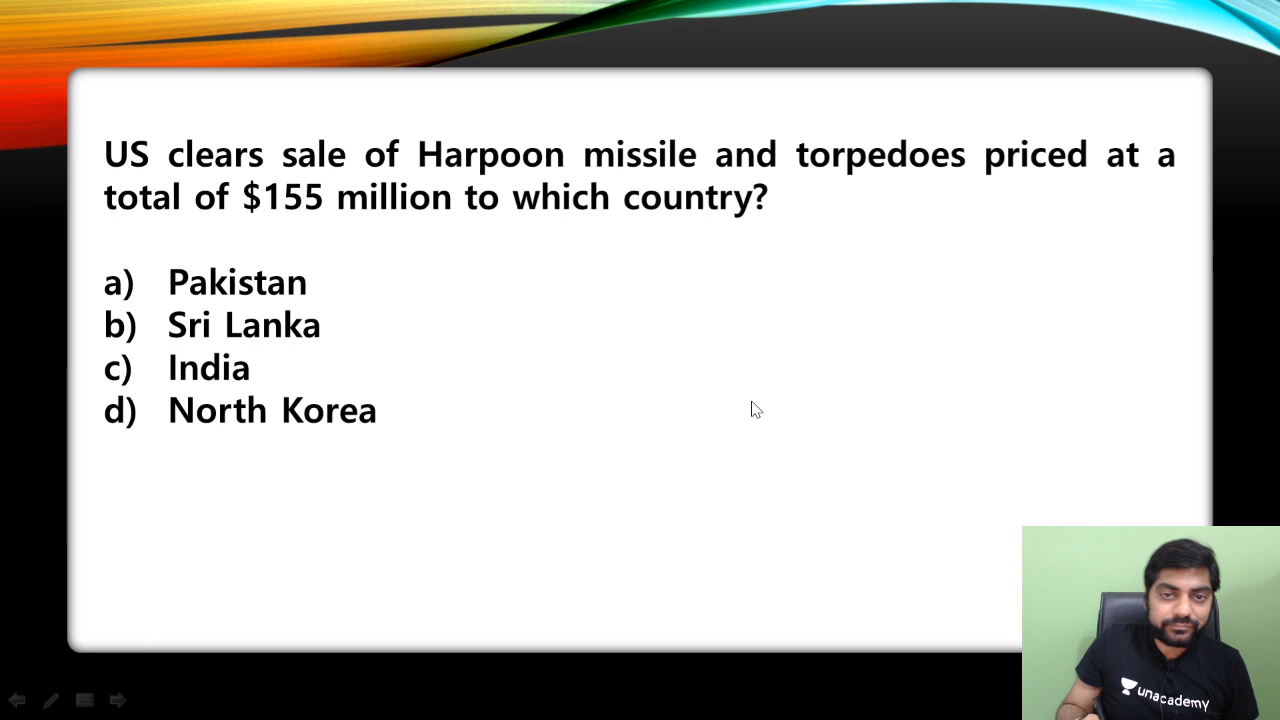 US clears sale of Harpoon missile and torpedoes priced at a
total of $155 million to which country?
a) Pakistan
b) Sri Lanka
c) India
d) North Korea
unacademy